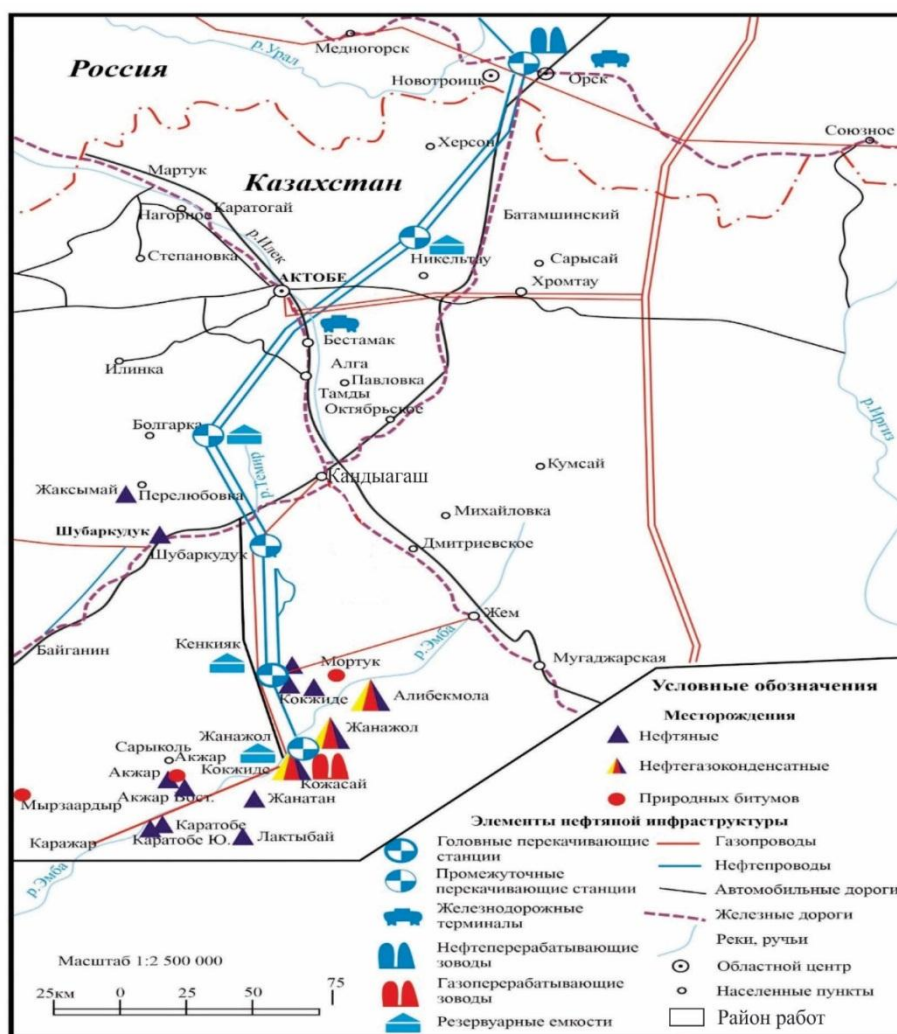 Медногорск
р.Урал
Россия
Новотроицк
Орск
Союзное
Херсон
Мартук
Казахстан
Каратогай
Нагорное
Батамшинский
р.Илек
Степановка
Никельтау
Сарысай
АКТОБЕ
Хромтау
Бестамак
Илинка
Алга
Павловка
Тамды
Октябрьское
р.Иргиз
Болгарка
р.Темир
Кумсай
Кандыагаш
Жаксымай
Перелюбовка
Михайловка
Шубаркудук
Шубаркудук
Дмитриевское
Жем
р.Эмба
Байганин
Кенкияк
Мугаджарская
Мортук
Кокжиде
Алибекмола
Жанажол
Жанажол
Сарыколь
Акжар
Кокжиде
Кожасай
Акжар
Акжар Вост.
Жанатан
Мырзаардыр
Каратобе
Каратобе Ю.
Лактыбай
Каражар
р.Эмба
Масштаб 1:2 500 000
25км 0 25 50 75
Условные обозначения
Месторождения
Нефтяные
Нефтегазоконденсатные
Природных битумов
Элементы нефтяной инфраструктуры
Головные перекачивающие
станции
Промежуточные
перекачивающие станции
Железнодорожные
терминалы
Нефтеперерабатывающие
зоводы
Газоперерабатывающие
зоводы
Резервуарные емкости
Газопроводы
Нефтепроводы
Автомобильные дороги
Железные дороги
Реки, ручьи
Областной центр
Населенные пункты
Район работ